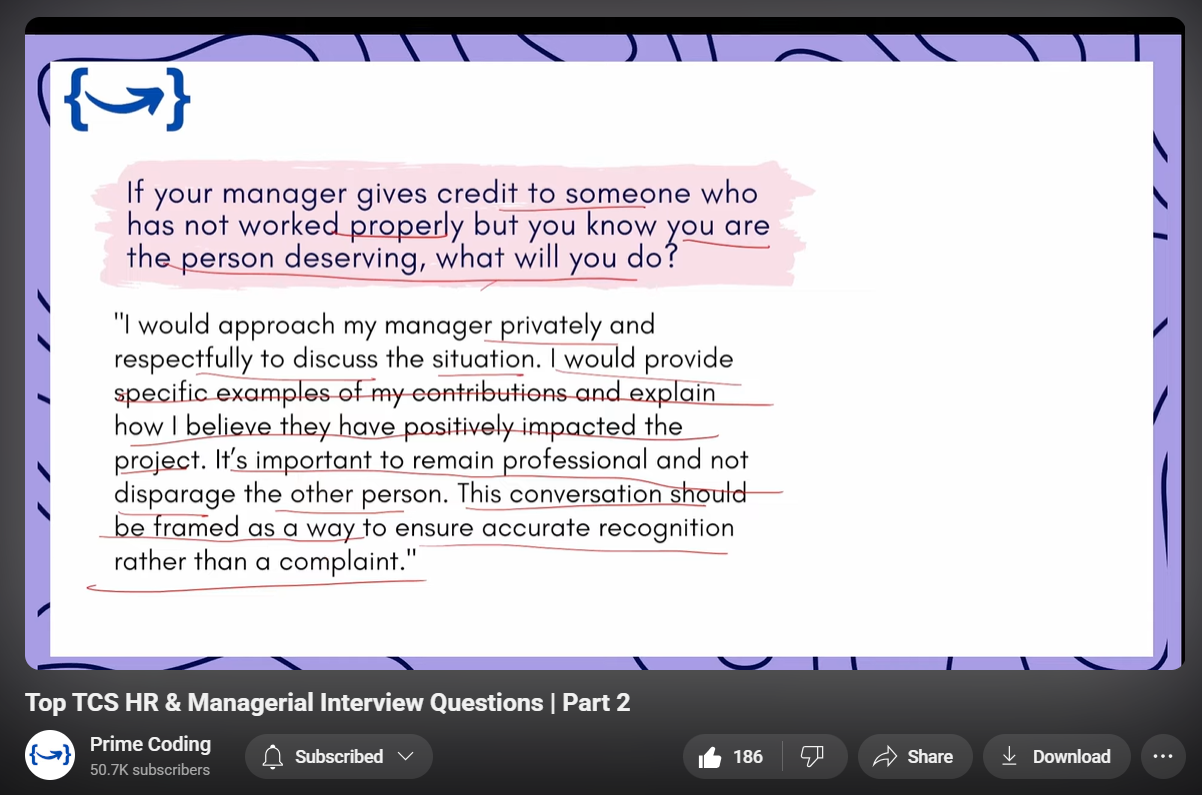 If your manager gives credit to someone who
has not worked properly but you know you are
the person deserving, what will you do?
"I would approach my manager privately and
respectfully to discuss the situation. I would provide
specific examples of my contributions and explain
how I believe they have positively impacted the
project. It's important to remain professional and not
disparage the other person. This conversation should
be framed as a way to ensure accurate recognition
rather than a complaint."
Top TCS HR & Managerial Interview Questions | Part 2
Prime Coding
50.7K subscribers
Subscribed
186
Share
Download